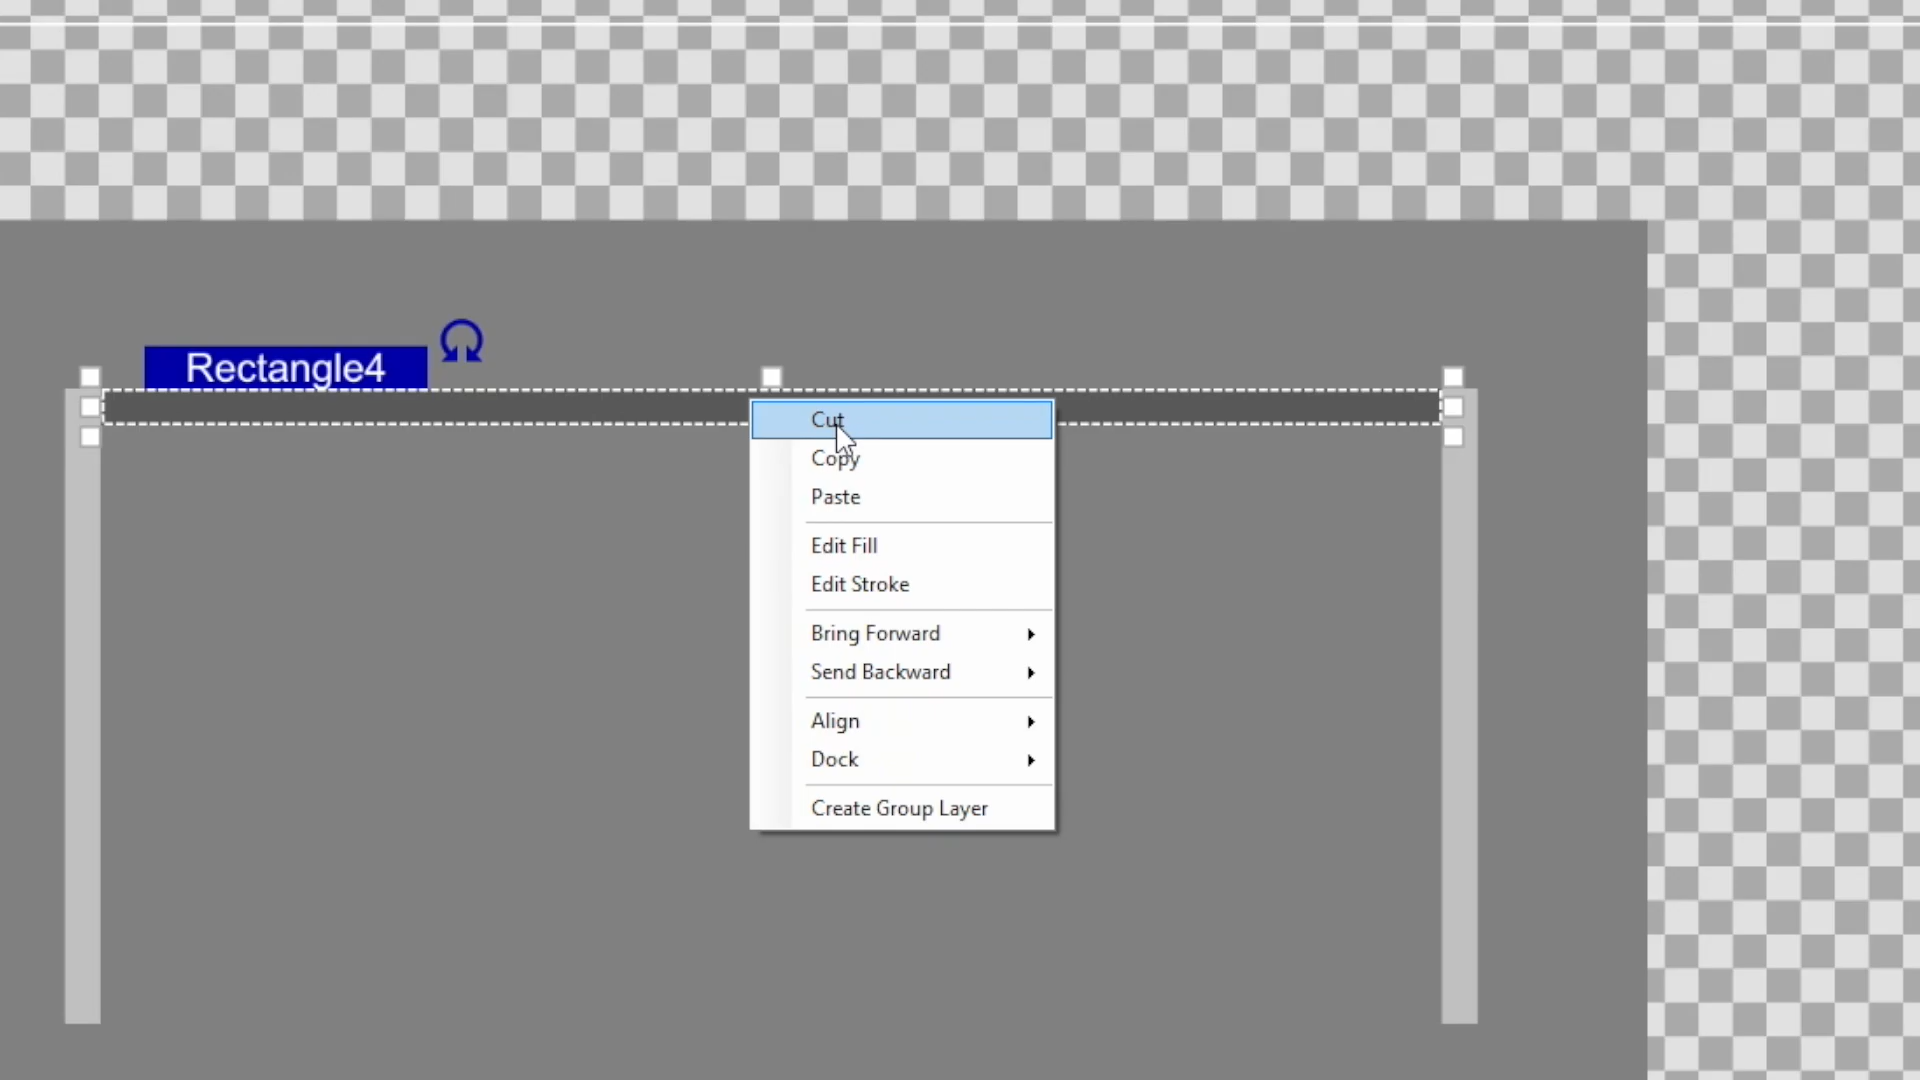 Rectangle4
Cut
Copy
Paste
Edit Fill
Edit Stroke
Bring Forward
Send Backward
Align
Dock
Create Group Layer